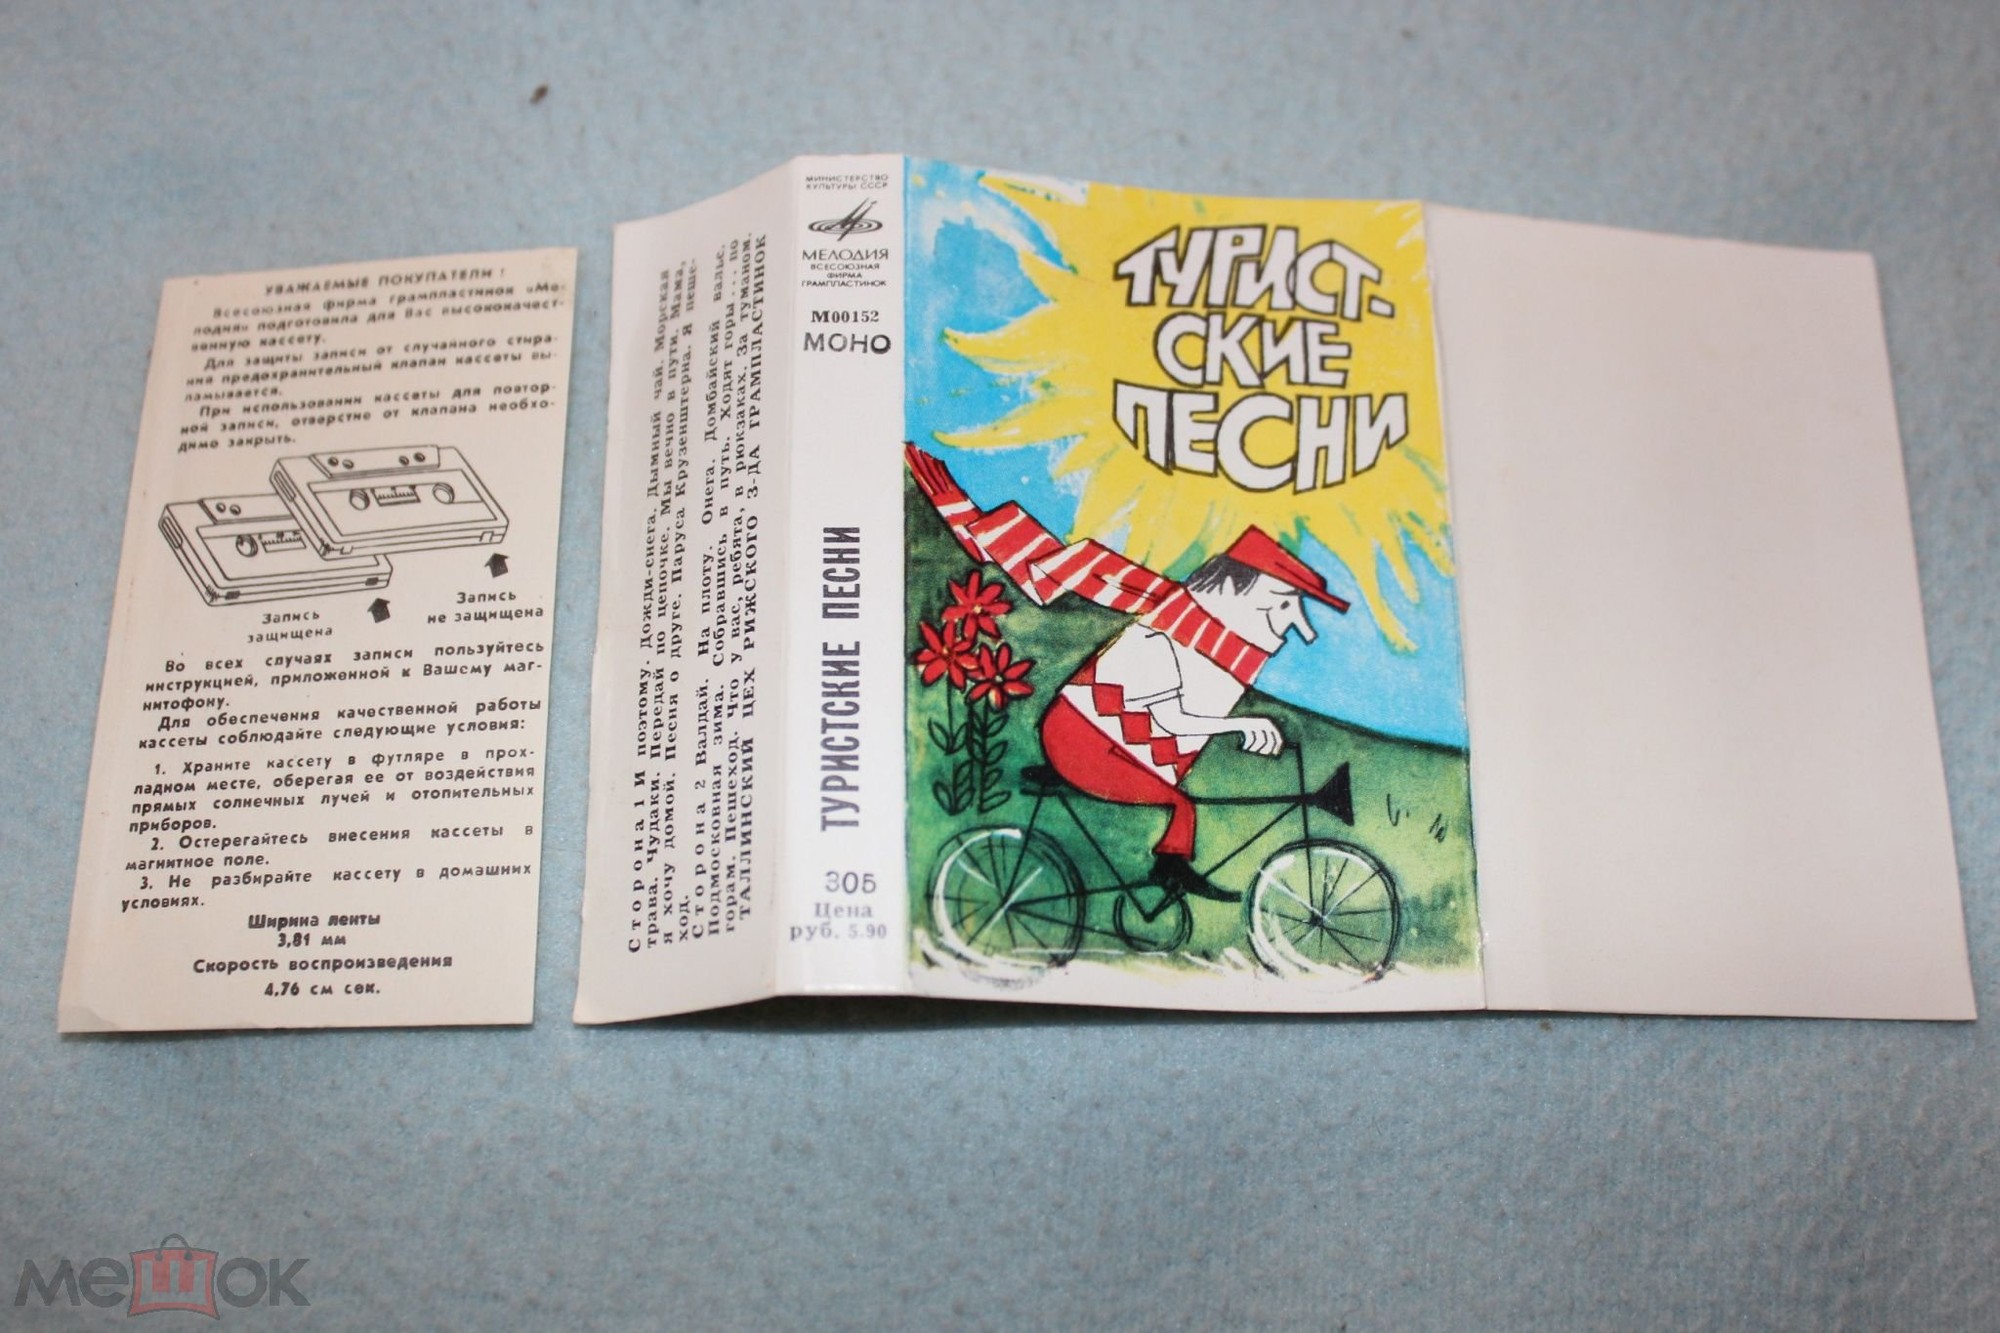 УВАЖАЕМЫЕ ПОКУПАТЕЛИ !
Всесоюзная фирма грампластинок «Ме-
лодия» подготовила для Вас высококачест-
венную кассету.
Для защиты записи от случайного стира-
ния предохранительный клапан кассеты вы-
ламывается.
При использовании кассеты для повтор-
ной записи, отверстие от клапана необхо-
димо закрыть.
Запись
защищена
Запись
не защищена
Во всех случаях записи пользуйтесь
инструкцией, приложенной к Вашему маг-
нитофону.
Для обеспечения качественной работы
кассеты соблюдайте следующие условия:
1. Храните кассету в футляре в прох-
ладном месте, оберегая ее от воздействия
прямых солнечных лучей и отопительных
приборов.
2. Остерегайтесь внесения кассеты в
магнитное поле.
3. Не разбирайте кассету в домашних
условиях.
Ширина ленты
3,81 мм
Скорость воспроизведения
4,76 см сек.
Сторона 1 И поэтому. Дожди-снега. Дымный чай. Морская
трава. Чудаки. Передай по цепочке. Мы вечно в пути. Мама,
я хочу домой. Песня о друге. Паруса Крузенштерна. Я пеше-
ход.
Сторона 2 Валдай. На плоту. Онега. Домбайский вальс.
Подмосковная зима. Собравшись в путь. Ходят горы . . . по
горам. Пешеход. Что у вас, ребята, в рюкзаках. За туманом.
ТАЛЛИНСКИЙ ЦЕХ РИЖСКОГО З-ДА ГРАМПЛАСТИНОК
МИНИСТЕРСТВО
КУЛЬТУРЫ СССР
МЕЛОДИЯ
ВСЕСОЮЗНАЯ
ФИРМА
ГРАМПЛАСТИНОК
М00152
МОНО
ТУРИСТСКИЕ ПЕСНИ
305
Цена
руб. 5.90
ТУРИСТ-
СКИЕ
ПЕСНИ
мешок